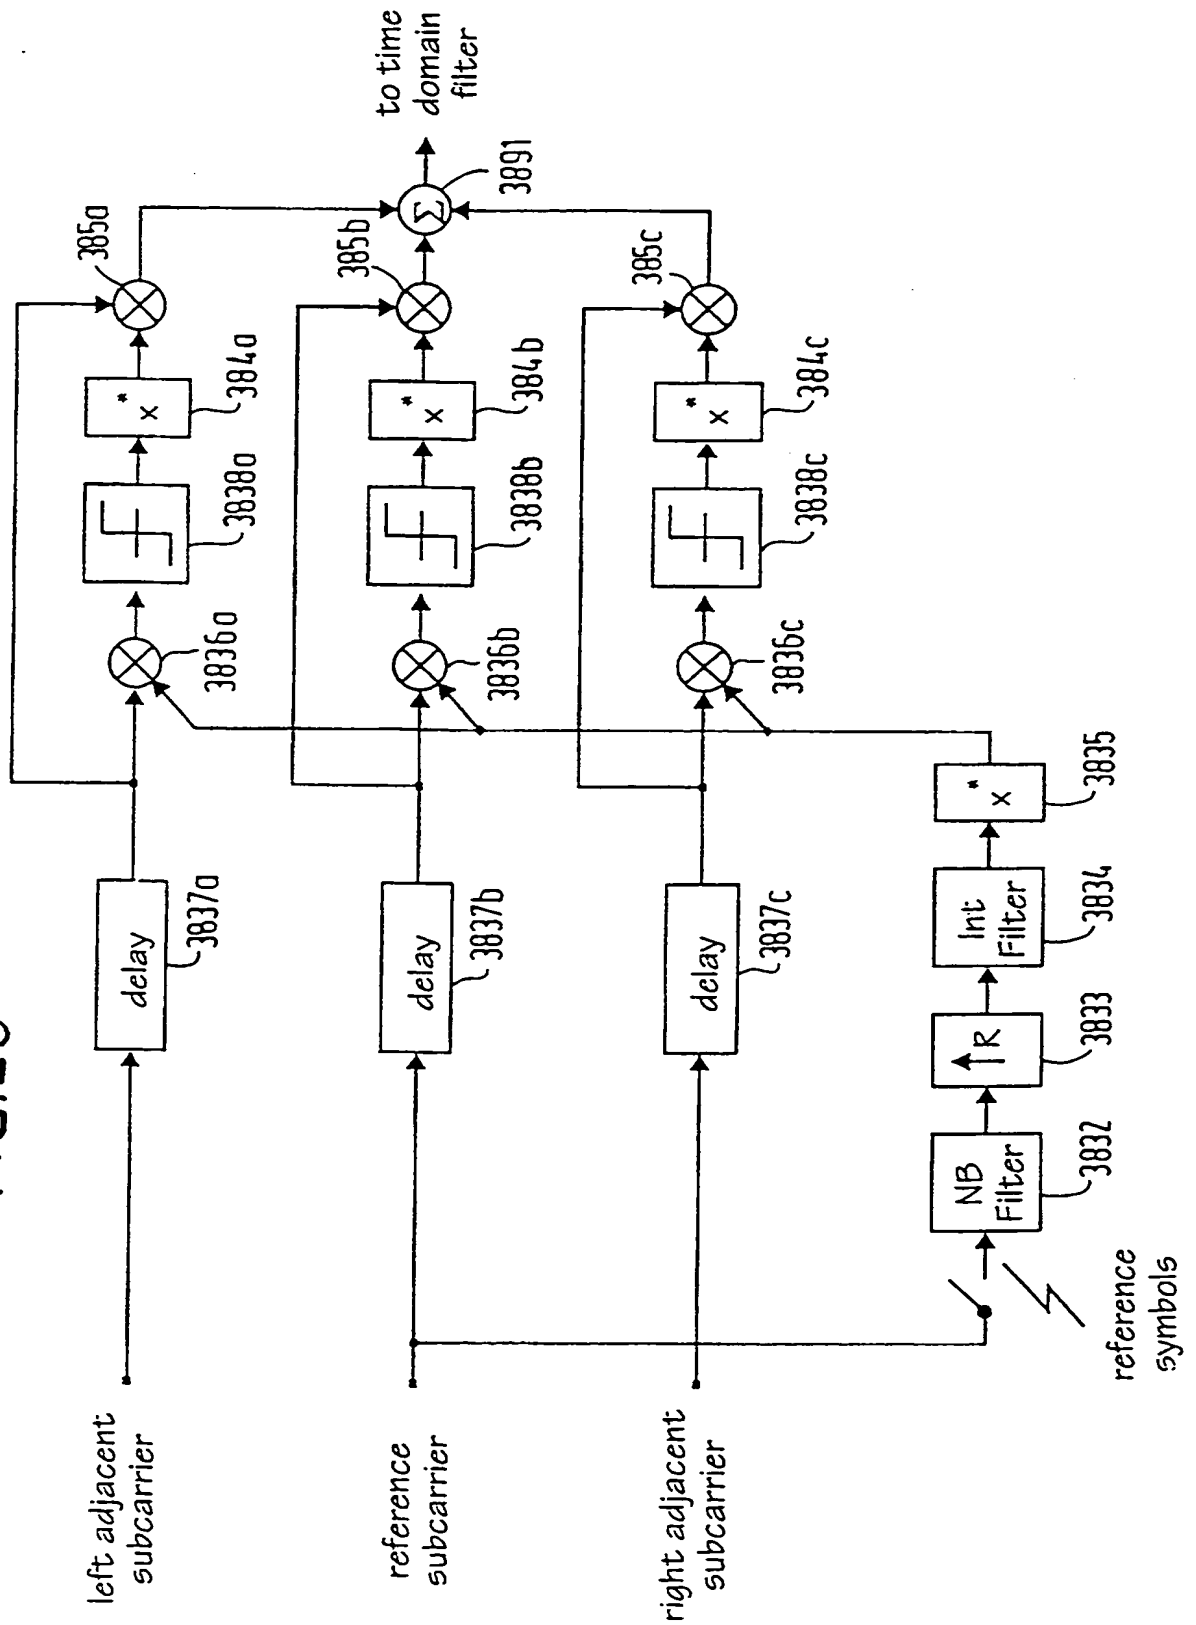 to time
domain
filter
385a
384a
3838a
3836a
delay
3837a
left adjacent
subcarrier
x*
Σ
3891
385b
384b
3838b
3836b
delay
3837b
reference
subcarrier
x*
385c
384c
3838c
3836c
delay
3837c
right adjacent
subcarrier
x*
x*
3835
Int
Filter
3834
R
3833
NB
Filter
3832
reference
symbols